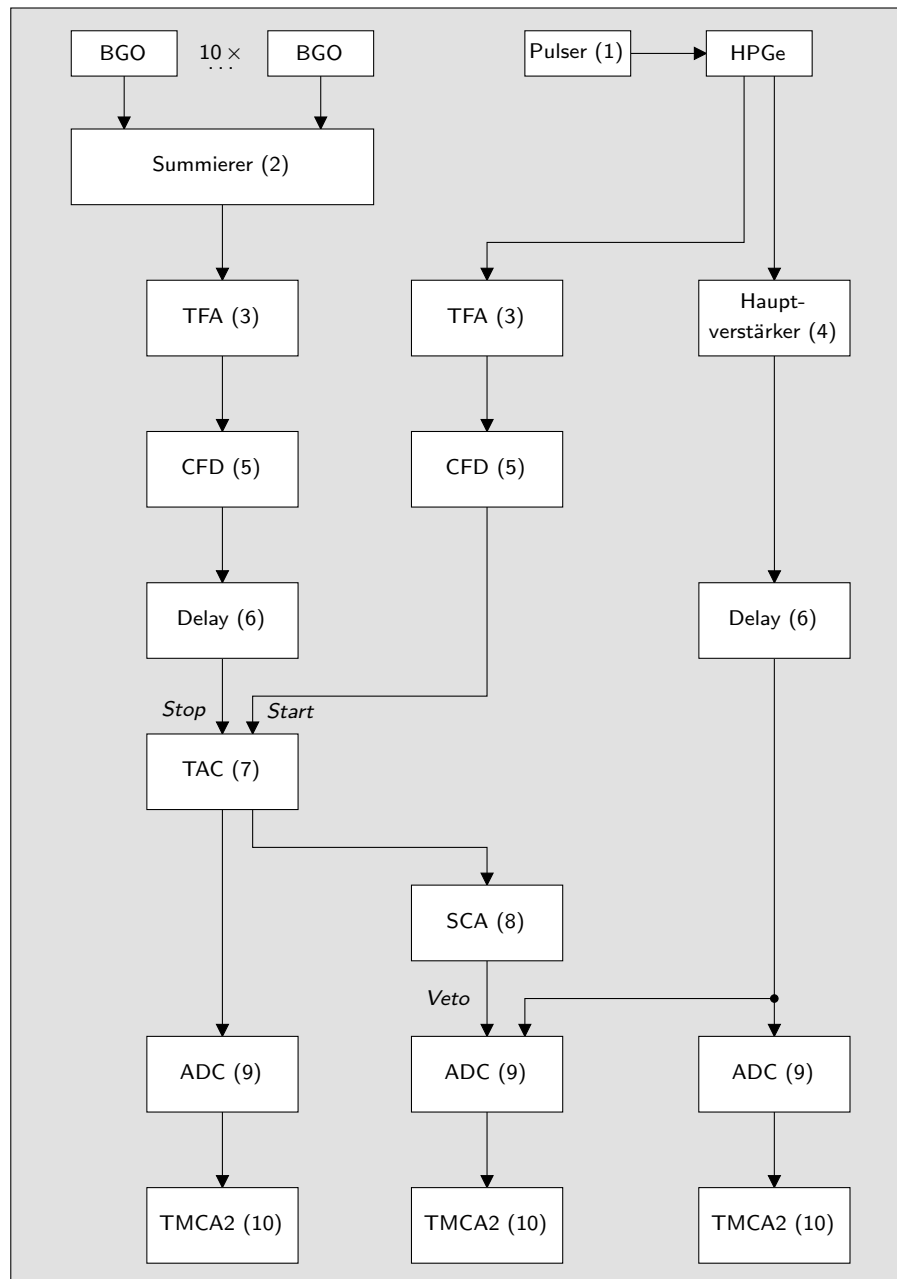 BGO 10 × ... BGO Pulser (1) HPGe
Summierer (2)
TFA (3) TFA (3) Haupt-
verstärker (4)
CFD (5) CFD (5)
Delay (6) Delay (6)
Stop Start
TAC (7)
SCA (8)
Veto
ADC (9) ADC (9) ADC (9)
TMCA2 (10) TMCA2 (10) TMCA2 (10)